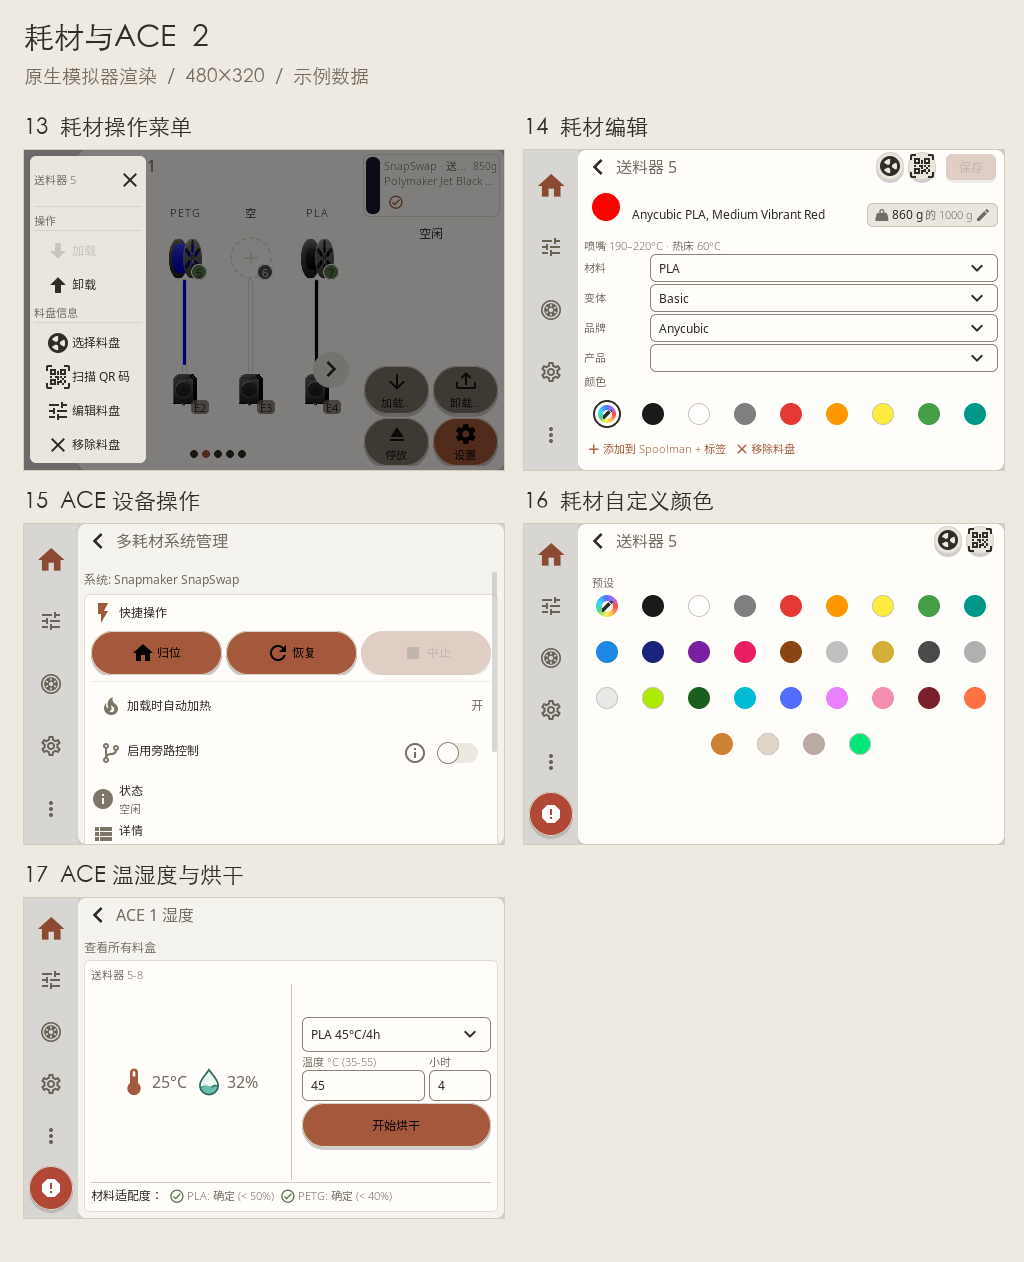 耗材与ACE 2
原生模拟器渲染 / 480×320 / 示例数据
13 耗材操作菜单
送料器 5
操作
加载
卸载
料盘信息
选择料盘
扫描 QR 码
编辑料盘
移除料盘
1
PETG 空 PLA
5 6 7
E2 E3 E4
SnapSwap · 送... 850g
Polymaker Jet Black ...
空闲
加载... 卸载...
停放 设置
14 耗材编辑
送料器 5 保存
Anycubic PLA, Medium Vibrant Red 860 g 的 1000 g
喷嘴 190–220°C · 热床 60°C
材料 PLA
变体 Basic
品牌 Anycubic
产品
颜色
添加到 Spoolman + 标签 移除料盘
15 ACE 设备操作
多耗材系统管理
系统: Snapmaker SnapSwap
快捷操作
归位 恢复 中止
加载时自动加热 开
启用旁路控制
状态
空闲
详情
16 耗材自定义颜色
送料器 5
预设
17 ACE 温湿度与烘干
ACE 1 湿度
查看所有料盒
送料器 5-8
25°C 32%
PLA 45°C/4h
温度 °C (35-55) 小时
45 4
开始烘干
材料适配度： PLA: 确定 (< 50%) PETG: 确定 (< 40%)